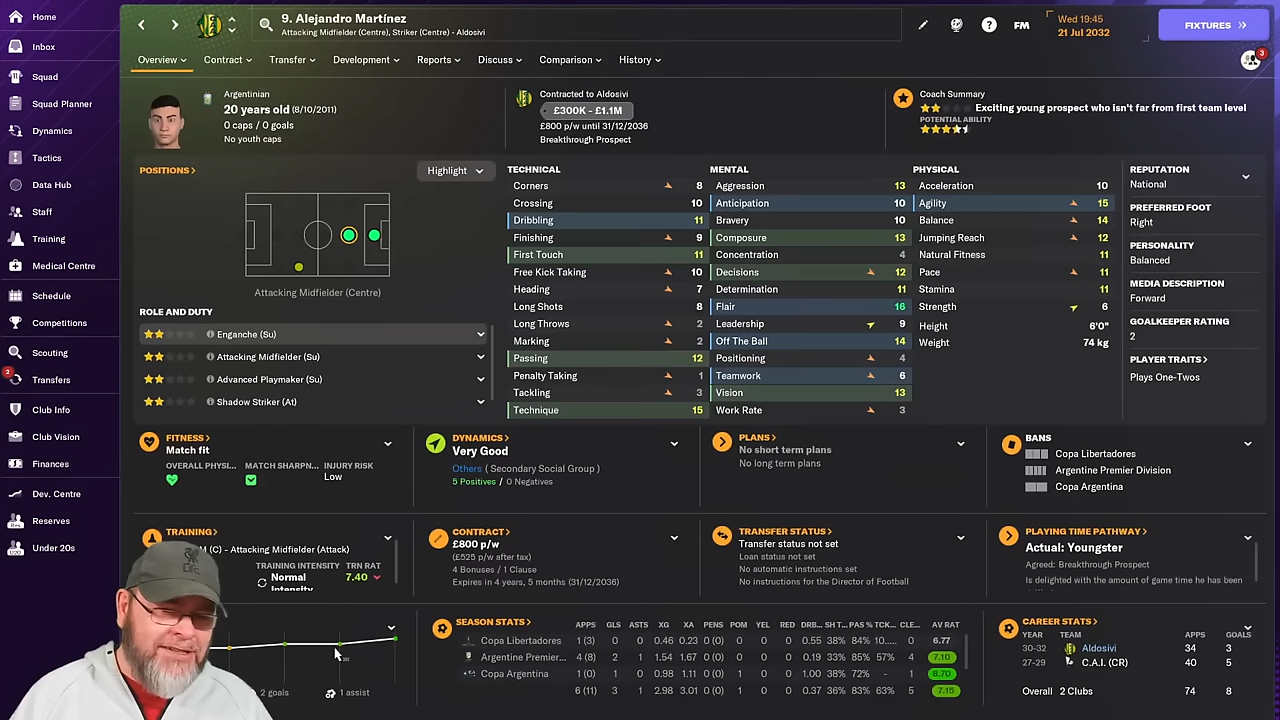 Home
Inbox
Squad
Squad Planner
Dynamics
Tactics
Data Hub
Staff
Training
Medical Centre
Schedule
Competitions
Scouting
2
Transfers
Club Info
Club Vision
Finances
Dev. Centre
Reserves
Under 20s
9. Alejandro Martínez
Attacking Midfielder (Centre), Striker (Centre) - Aldosivi
FM
Wed 19:45
21 Jul 2032
FIXTURES
3
Overview Contract Transfer Development Reports Discuss Comparison History
Argentinian
20 years old (8/10/2011)
0 caps / 0 goals
No youth caps
Contracted to Aldosivi
£300K - £1.1M
£800 p/w until 31/12/2036
Breakthrough Prospect
Coach Summary
Exciting young prospect who isn't far from first team level
POTENTIAL ABILITY
POSITIONS
Highlight
Attacking Midfielder (Centre)
ROLE AND DUTY
Enganche (Su)
Attacking Midfielder (Su)
Advanced Playmaker (Su)
Shadow Striker (At)
TECHNICAL
Corners 8
Crossing 10
Dribbling 11
Finishing 9
First Touch 11
Free Kick Taking 10
Heading 7
Long Shots 8
Long Throws 2
Marking 2
Passing 12
Penalty Taking 1
Tackling 3
Technique 15
MENTAL
Aggression 13
Anticipation 10
Bravery 10
Composure 13
Concentration 4
Decisions 12
Determination 11
Flair 16
Leadership 9
Off The Ball 14
Positioning 4
Teamwork 6
Vision 13
Work Rate 3
PHYSICAL
Acceleration 10
Agility 15
Balance 14
Jumping Reach 12
Natural Fitness 11
Pace 11
Stamina 11
Strength 6
Height 6'0"
Weight 74 kg
REPUTATION
National
PREFERRED FOOT
Right
PERSONALITY
Balanced
MEDIA DESCRIPTION
Forward
GOALKEEPER RATING
2
PLAYER TRAITS
Plays One-Twos
FITNESS
Match fit
OVERALL PHYSI... MATCH SHARPN... INJURY RISK
Low
DYNAMICS
Very Good
Others ( Secondary Social Group )
5 Positives / 0 Negatives
PLANS
No short term plans
No long term plans
BANS
Copa Libertadores
Argentine Premier Division
Copa Argentina
TRAINING
M (C) - Attacking Midfielder (Attack)
TRAINING INTENSITY TRN RAT
Normal 7.40
Intensity
CONTRACT
£800 p/w
(£525 p/w after tax)
4 Bonuses / 1 Clause
Expires in 4 years, 5 months (31/12/2036)
TRANSFER STATUS
Transfer status not set
Loan status not set
No automatic instructions set
No instructions for the Director of Football
PLAYING TIME PATHWAY
Actual: Youngster
Agreed: Breakthrough Prospect
Is delighted with the amount of game time he has been
2 goals 1 assist
SEASON STATS APPS GLS ASTS XG XA PENS POM YEL RED DRB... SH T... PAS % TCK... CLE... AV RAT
Copa Libertadores 1 (3) 0 0 0.46 0.23 0 (0) 0 0 0 0.55 38% 84% 10..... 0 6.77
Argentine Premier... 4 (8) 2 1 1.54 1.67 0 (0) 0 0 0 0.19 33% 85% 57% 4 7.10
Copa Argentina 1 (0) 1 0 0.98 1.11 0 (0) 1 0 0 1.00 38% 72% - 1 8.70
6 (11) 3 1 2.98 3.01 0 (0) 1 0 0 0.37 36% 83% 63% 5 7.15
CAREER STATS
YEAR TEAM APPS GOALS
30-32 Aldosivi 34 3
27-29 C.A.I. (CR) 40 5
Overall 2 Clubs 74 8